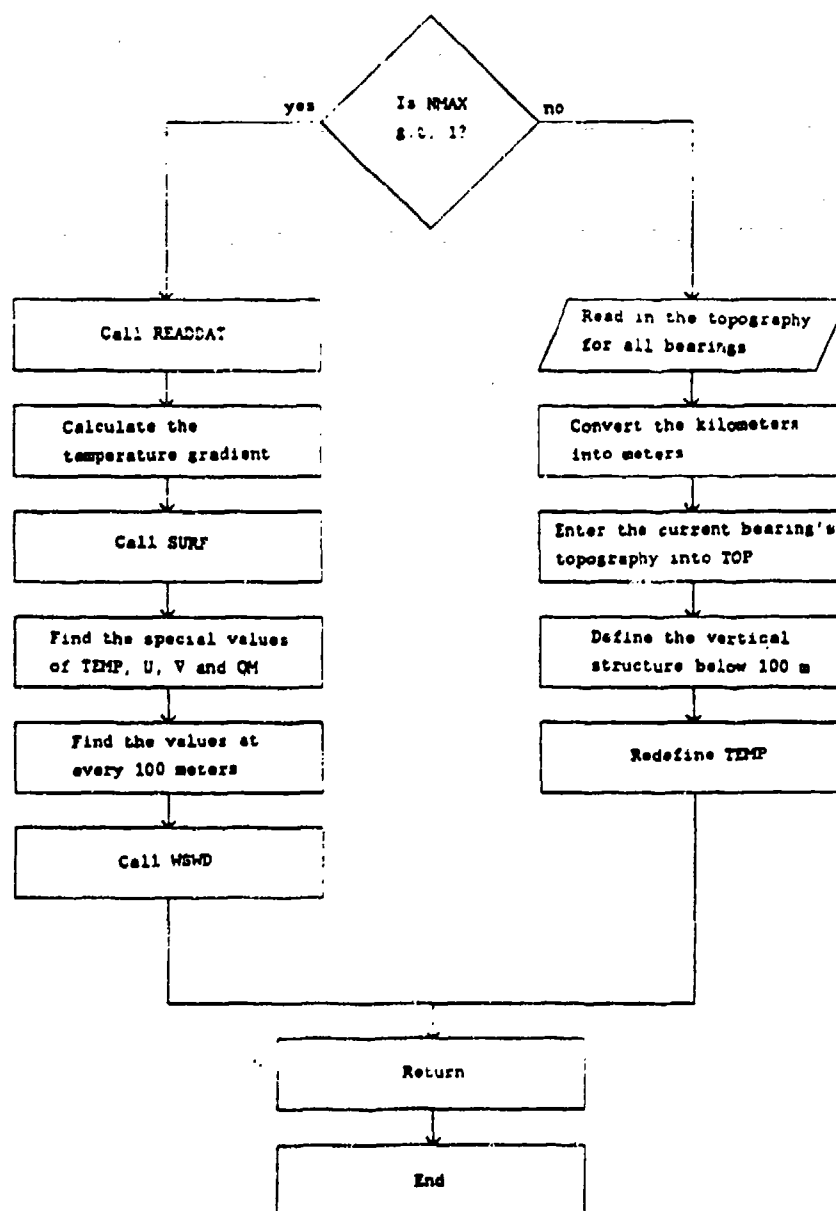 Is NMAX
g.t. 1?
yes
no
Call READDAT
Calculate the
temperature gradient
Call SURF
Find the special values
of TEMP, U, V and QM
Find the values at
every 100 meters
Call WSWD
Read in the topography
for all bearings
Convert the kilometers
into meters
Enter the current bearing's
topography into TOP
Define the vertical
structure below 100 m
Redefine TEMP
Return
End